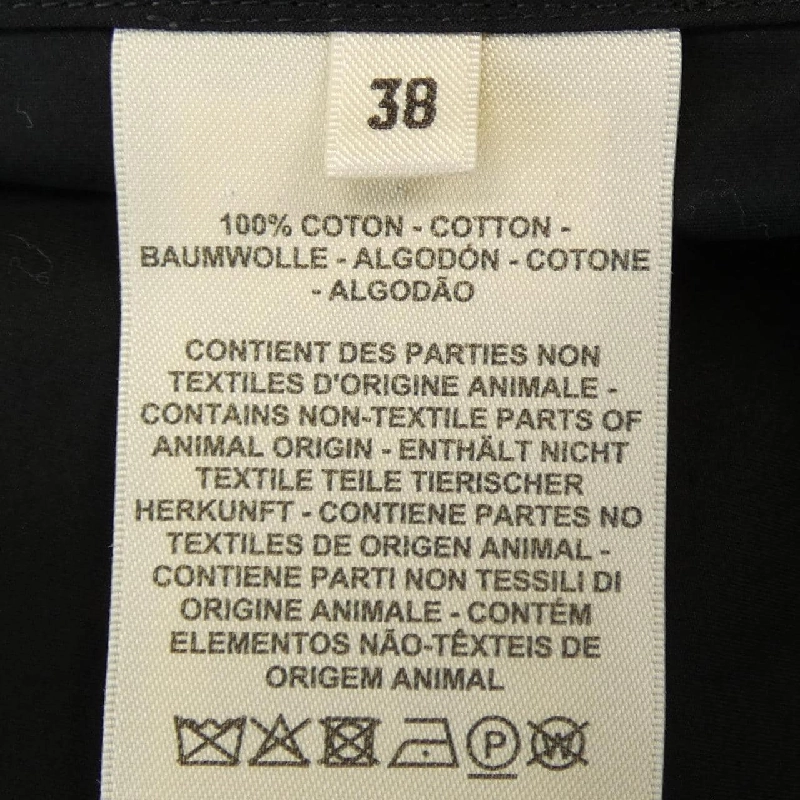 38
100% COTON - COTTON -
BAUMWOLLE - ALGODÓN - COTONE
- ALGODÃO
CONTIENT DES PARTIES NON
TEXTILES D'ORIGINE ANIMALE -
CONTAINS NON-TEXTILE PARTS OF
ANIMAL ORIGIN - ENTHÄLT NICHT
TEXTILE TEILE TIERISCHER
HERKUNFT - CONTIENE PARTES NO
TEXTILES DE ORIGEN ANIMAL -
CONTIENE PARTI NON TESSILI DI
ORIGINE ANIMALE - CONTÉM
ELEMENTOS NÃO-TÊXTEIS DE
ORIGEM ANIMAL
P W